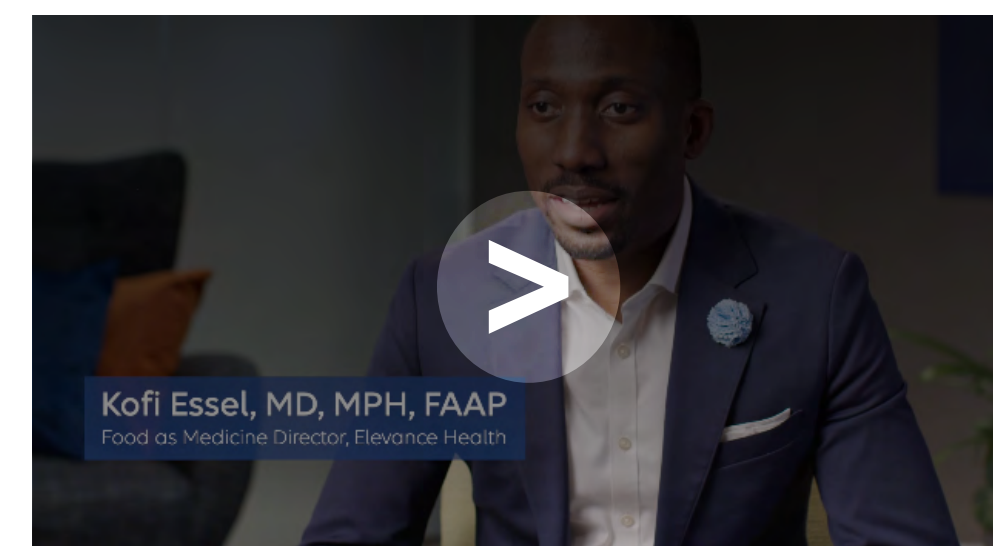 Kofi Essel, MD, MPH, FAAP
Food as Medicine Director, Elevance Health